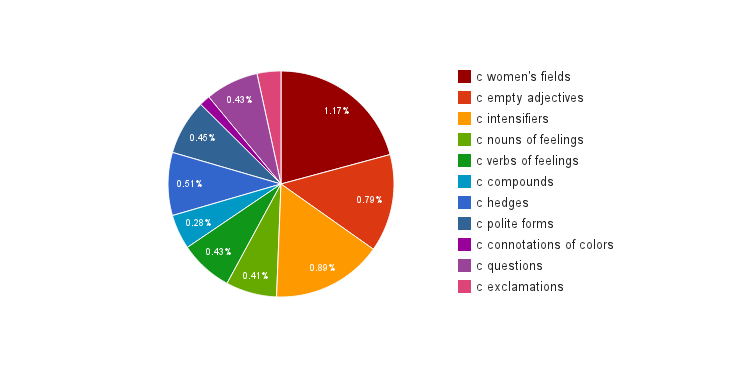 c women's fields
c empty adjectives
c intensifiers
c nouns of feelings
c verbs of feelings
c compounds
c hedges
c polite forms
c connotations of colors
c questions
c exclamations
1.17%
0.79%
0.89%
0.41%
0.43%
0.28%
0.51%
0.45%
0.43%